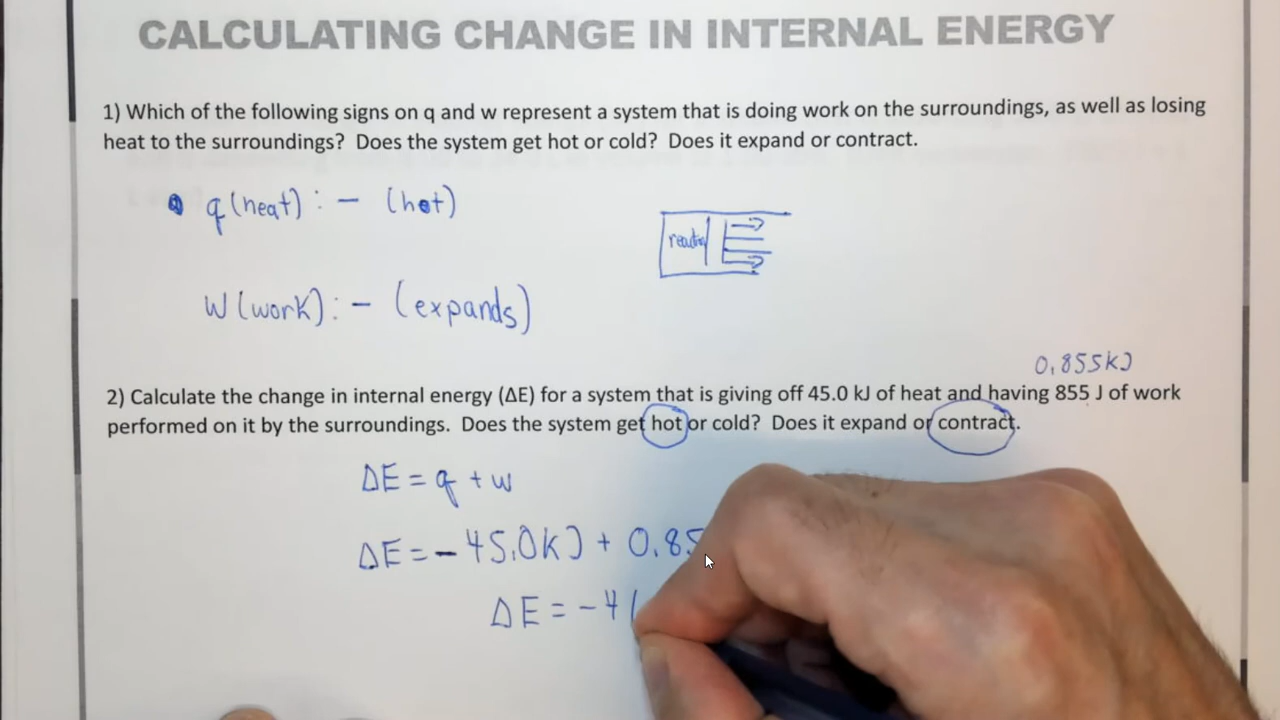 CALCULATING CHANGE IN INTERNAL ENERGY
1) Which of the following signs on q and w represent a system that is doing work on the surroundings, as well as losing
heat to the surroundings? Does the system get hot or cold? Does it expand or contract.
q (heat) : – (hot)
W (work) : – (expands)
0.855kJ
2) Calculate the change in internal energy (ΔE) for a system that is giving off 45.0 kJ of heat and having 855 J of work
performed on it by the surroundings. Does the system get hot or cold? Does it expand or contract.
ΔE = q + w
ΔE = – 45.0kJ + 0.85
ΔE = – 4